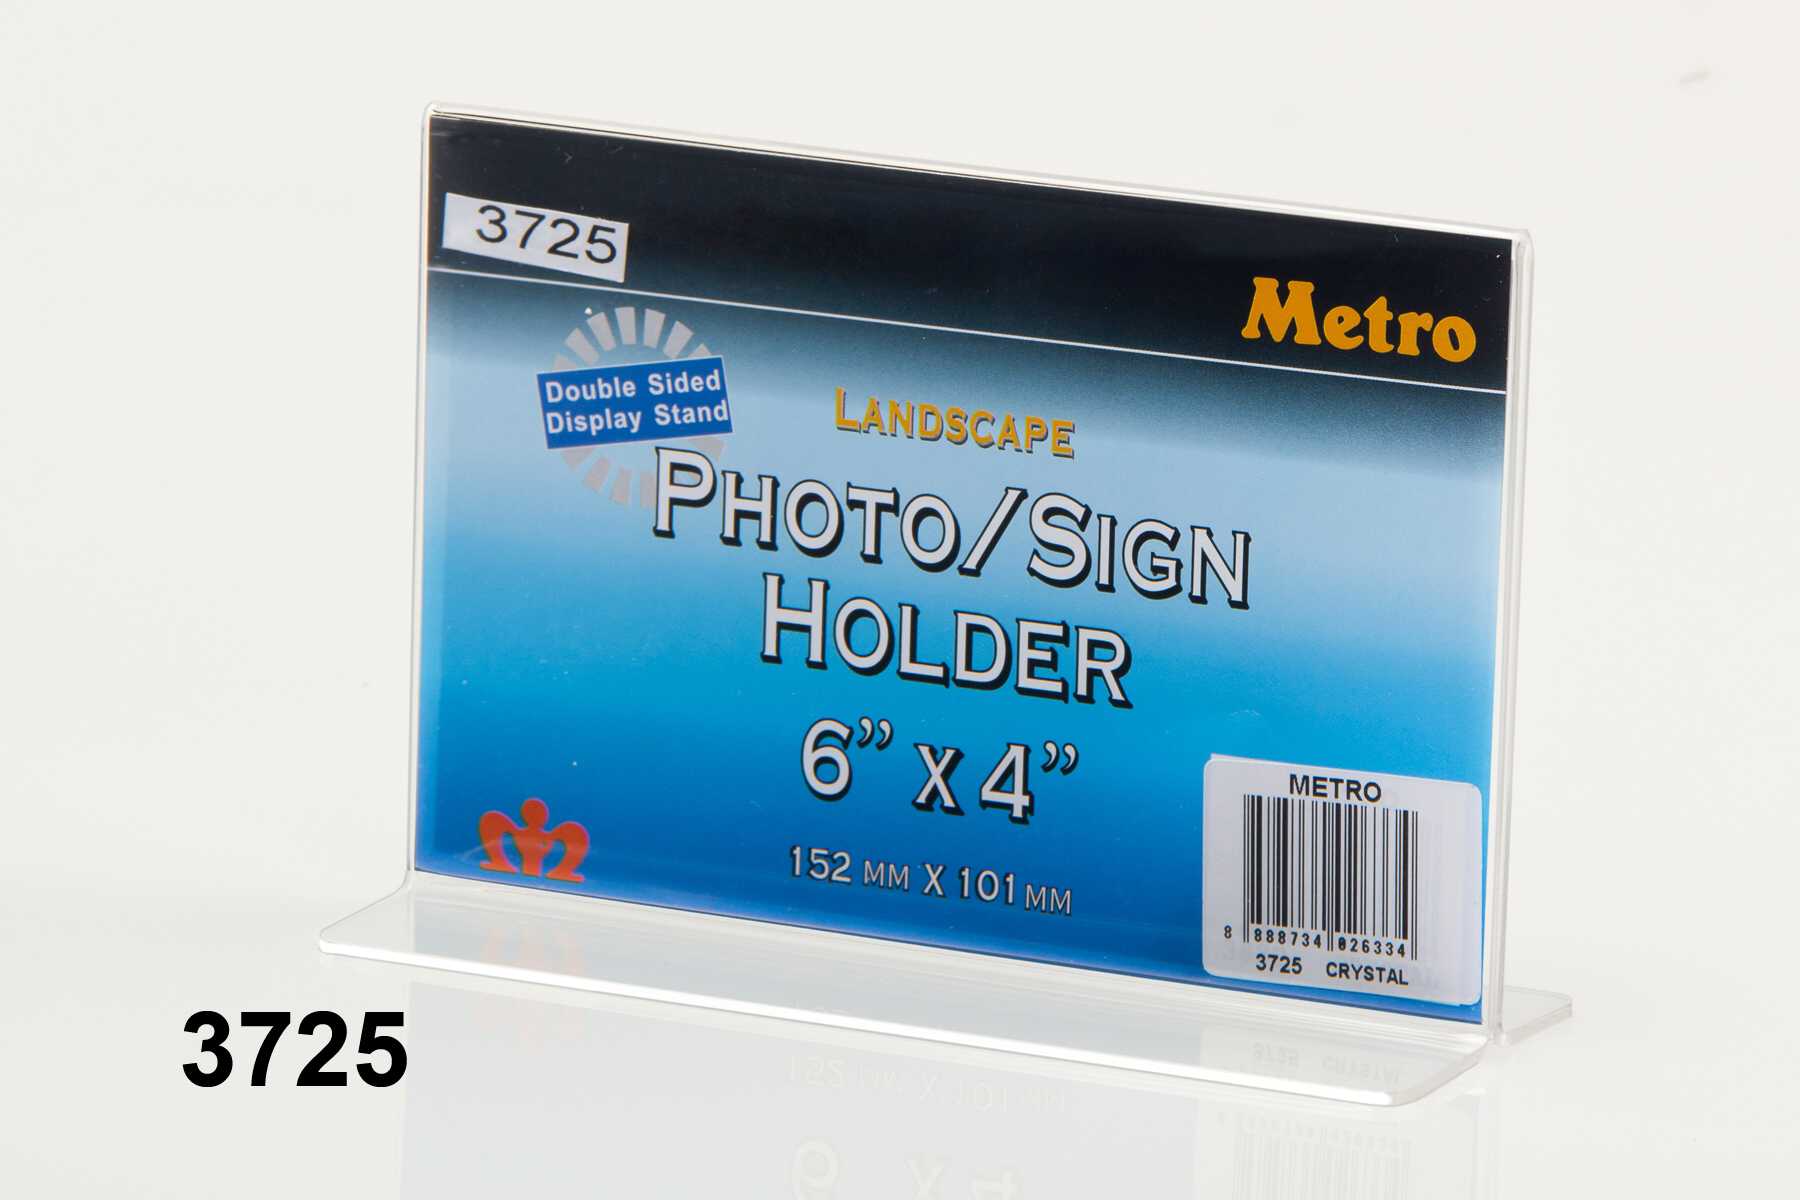 3725
Metro
Double Sided
Display Stand
LANDSCAPE
PHOTO/SIGN
HOLDER
6” X 4”
152 MM X 101 MM
METRO
8 888734 026334
3725 CRYSTAL
3725